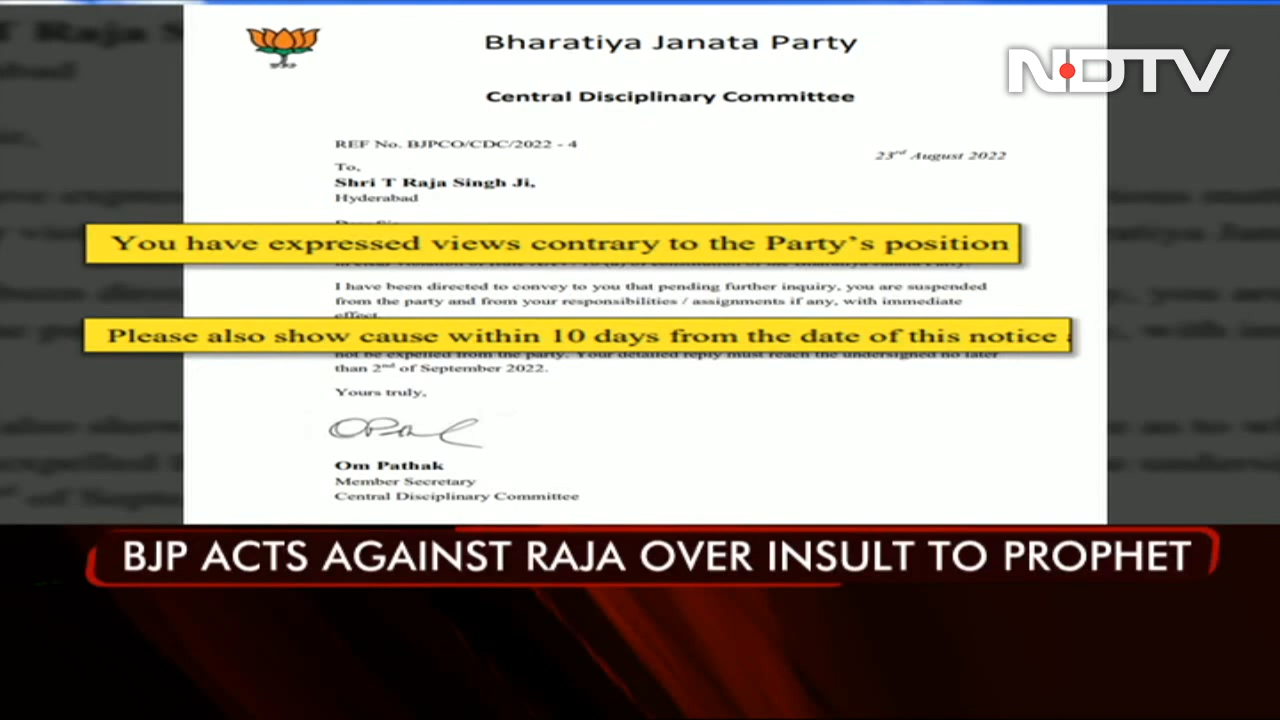 Bharatiya Janata Party
NDTV
Central Disciplinary Committee
REF No. BJPCO/CDC/2022 - 4
23rd August 2022
To,
Shri T Raja Singh Ji,
Hyderabad
You have expressed views contrary to the Party's position
I have been directed to convey to you that pending further inquiry, you are suspended
from the party and from your responsibilities / assignments if any, with immediate
effect.
Please also show cause within 10 days from the date of this notice
not be expelled from the party. Your detailed reply must reach the undersigned no later
than 2nd of September 2022.
Yours truly,
Om Pathak
Member Secretary
Central Disciplinary Committee
BJP ACTS AGAINST RAJA OVER INSULT TO PROPHET